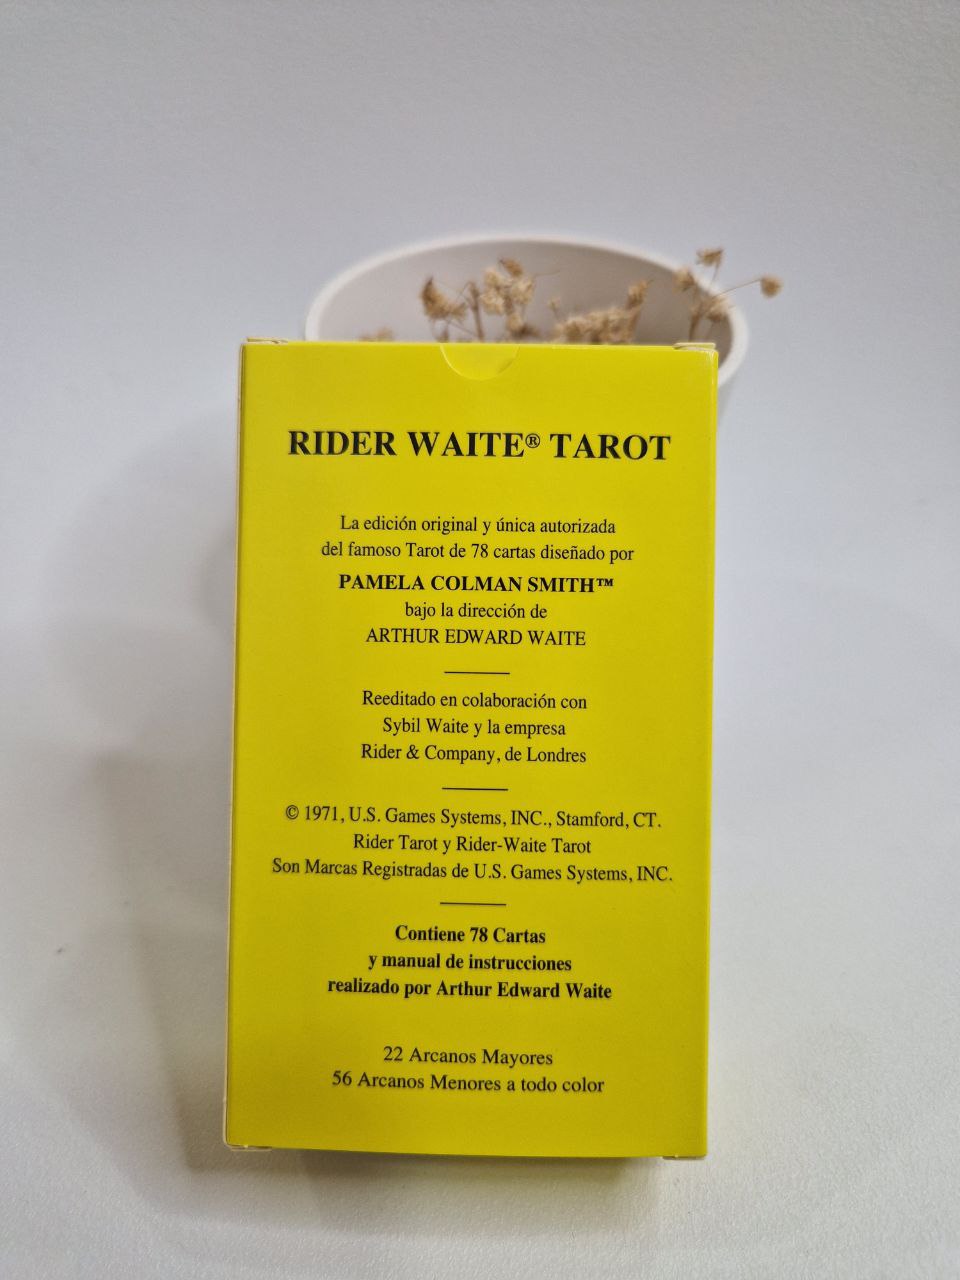 RIDER WAITE® TAROT
La edición original y única autorizada
del famoso Tarot de 78 cartas diseñado por
PAMELA COLMAN SMITH™
bajo la dirección de
ARTHUR EDWARD WAITE
Reeditado en colaboración con
Sybil Waite y la empresa
Rider & Company, de Londres
© 1971, U.S. Games Systems, INC., Stamford, CT.
Rider Tarot y Rider-Waite Tarot
Son Marcas Registradas de U.S. Games Systems, INC.
Contiene 78 Cartas
y manual de instrucciones
realizado por Arthur Edward Waite
22 Arcanos Mayores
56 Arcanos Menores a todo color